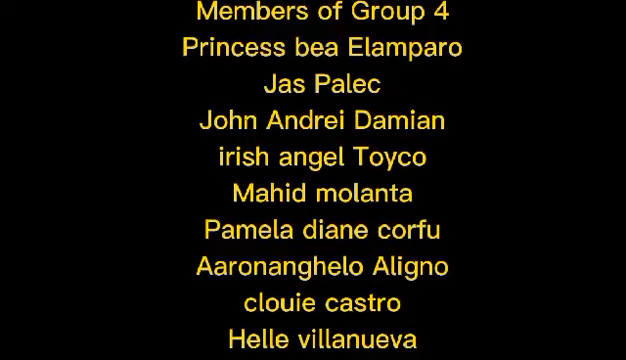 Members of Group 4
Princess bea Elamparo
Jas Palec
John Andrei Damian
irish angel Toyco
Mahid molanta
Pamela diane corfu
Aaronanghelo Aligno
clouie castro
Helle villanueva